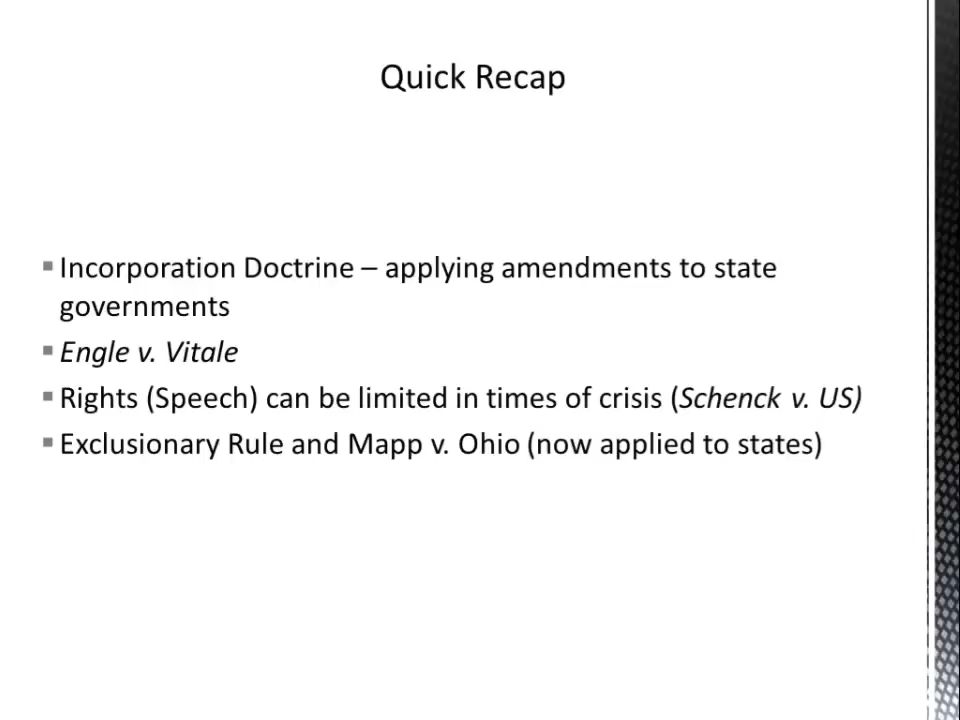 Quick Recap
▪Incorporation Doctrine – applying amendments to state
governments
▪Engle v. Vitale
▪Rights (Speech) can be limited in times of crisis (Schenck v. US)
▪Exclusionary Rule and Mapp v. Ohio (now applied to states)